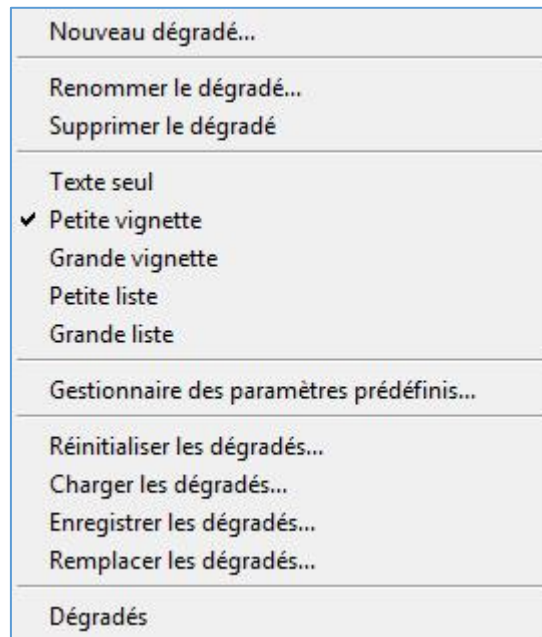 Nouveau dégradé...
Renommer le dégradé...
Supprimer le dégradé
Texte seul
Petite vignette
Grande vignette
Petite liste
Grande liste
Gestionnaire des paramètres prédéfinis...
Réinitialiser les dégradés...
Charger les dégradés...
Enregistrer les dégradés...
Remplacer les dégradés...
Dégradés